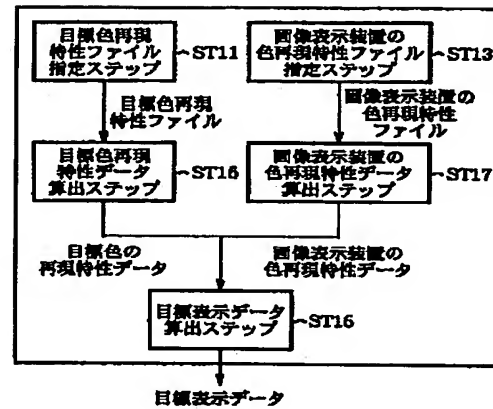 目標色再現
特性ファイル
指定ステップ
ST11
画像表示装置の
色再現特性ファイル
指定ステップ
ST13
目標色再現
特性ファイル
画像表示装置の
色再現特性
ファイル
目標色再現
特性データ
算出ステップ
ST16
画像表示装置の
色再現特性データ
算出ステップ
ST17
目標色の
再現特性データ
画像表示装置の
色再現特性データ
目標表示データ
算出ステップ
ST15
目標表示データ